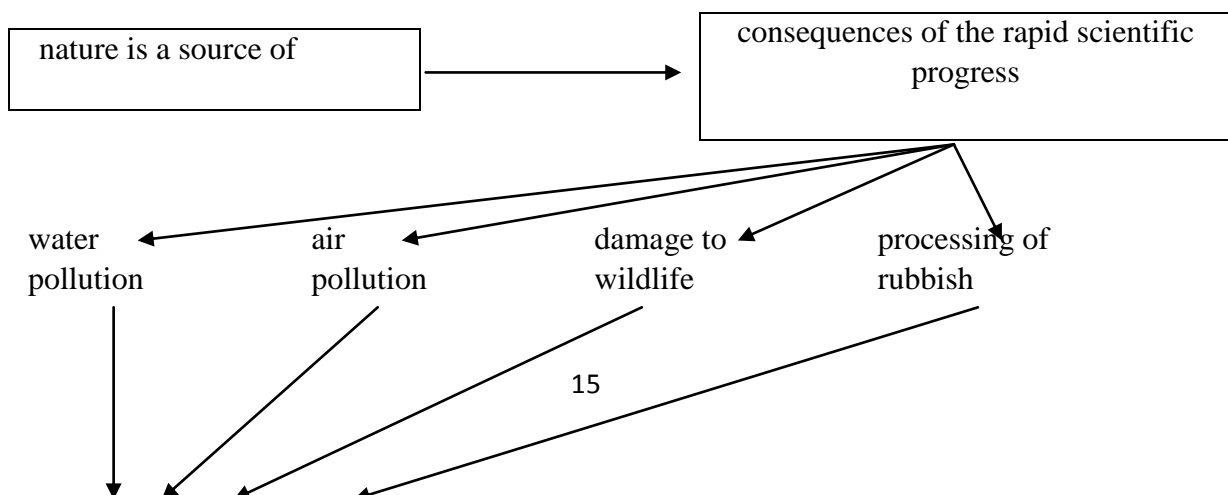 nature is a source of
consequences of the rapid scientific
progress
water
pollution
air
pollution
damage to
wildlife
processing of
rubbish
15